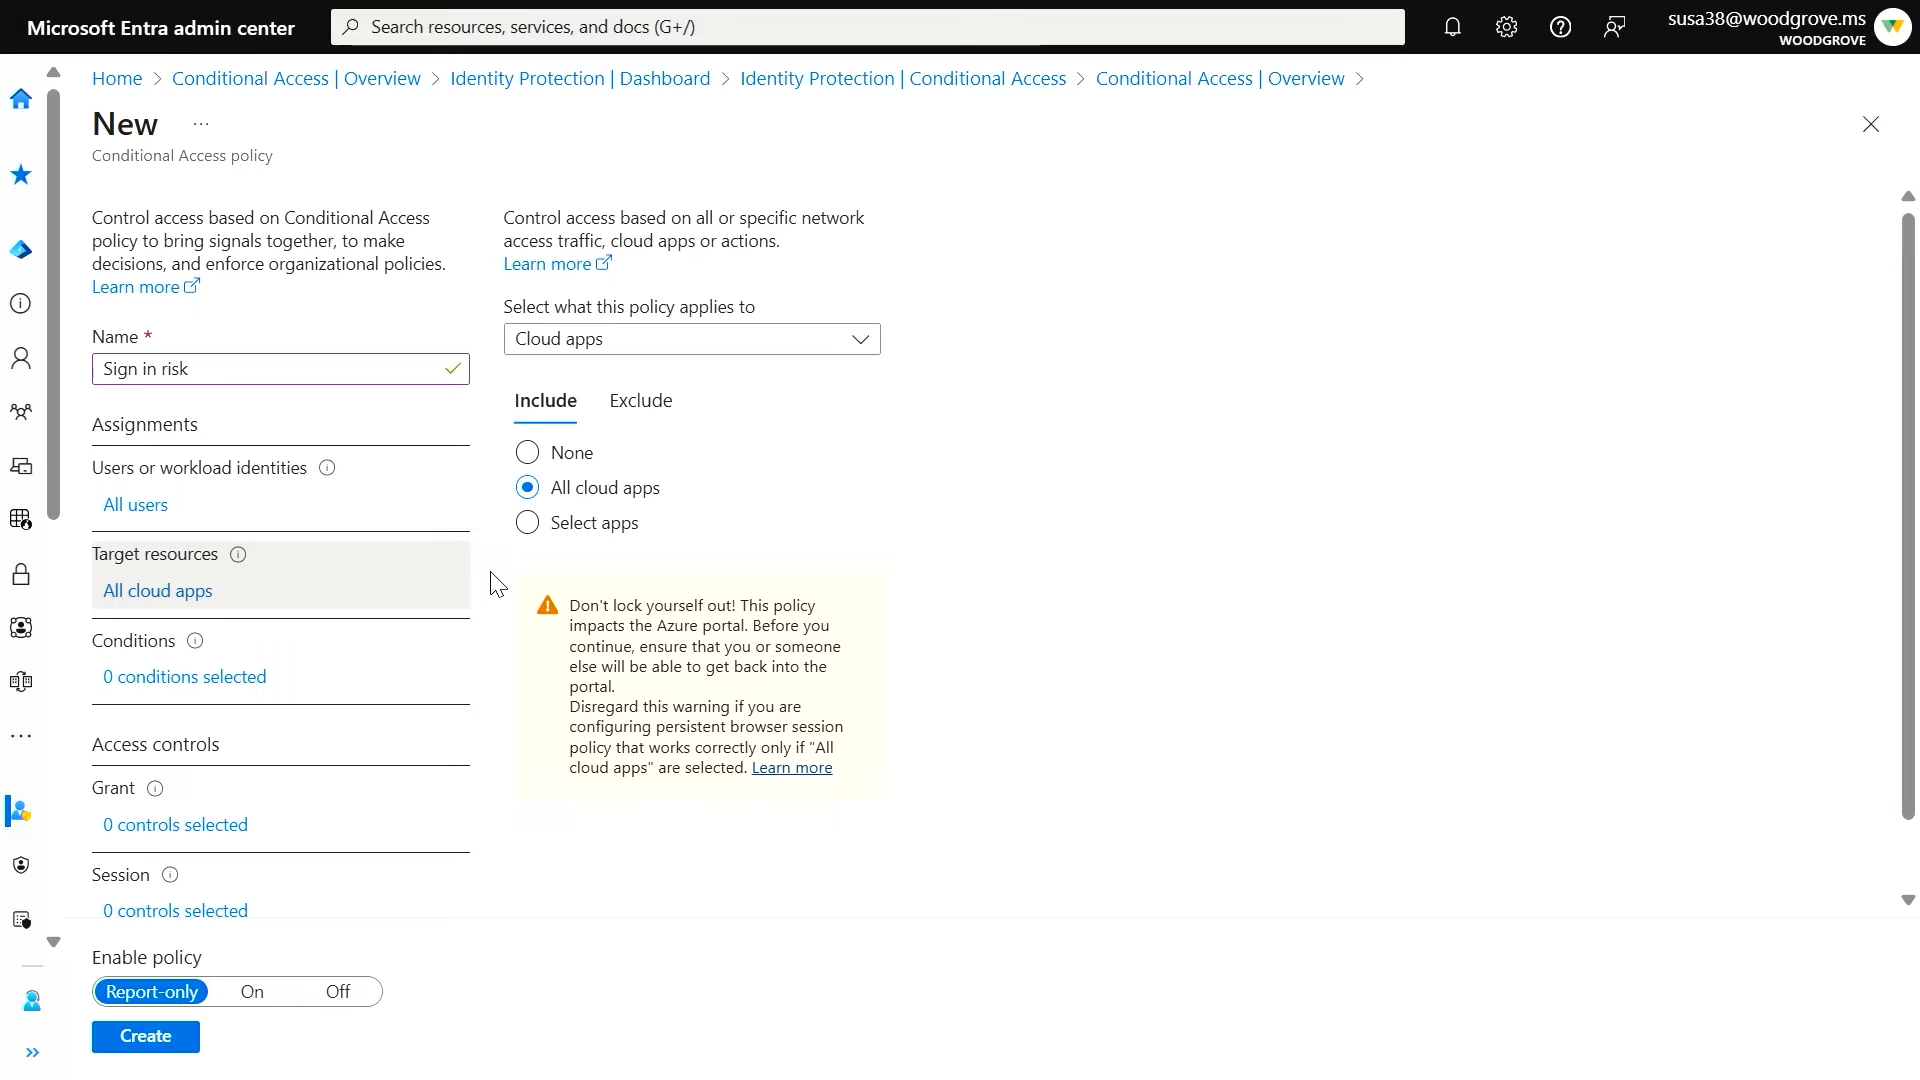 Microsoft Entra admin center
Search resources, services, and docs (G+/)
susa38@woodgrove.ms
WOODGROVE
Home > Conditional Access | Overview > Identity Protection | Dashboard > Identity Protection | Conditional Access > Conditional Access | Overview >
New ...
Conditional Access policy
Control access based on Conditional Access
policy to bring signals together, to make
decisions, and enforce organizational policies.
Learn more
Name *
Sign in risk
Assignments
Users or workload identities
All users
Target resources
All cloud apps
Conditions
0 conditions selected
Access controls
Grant
0 controls selected
Session
0 controls selected
Control access based on all or specific network
access traffic, cloud apps or actions.
Learn more
Select what this policy applies to
Cloud apps
Include Exclude
None
All cloud apps
Select apps
Don't lock yourself out! This policy
impacts the Azure portal. Before you
continue, ensure that you or someone
else will be able to get back into the
portal.
Disregard this warning if you are
configuring persistent browser session
policy that works correctly only if "All
cloud apps" are selected. Learn more
Enable policy
Report-only On Off
Create